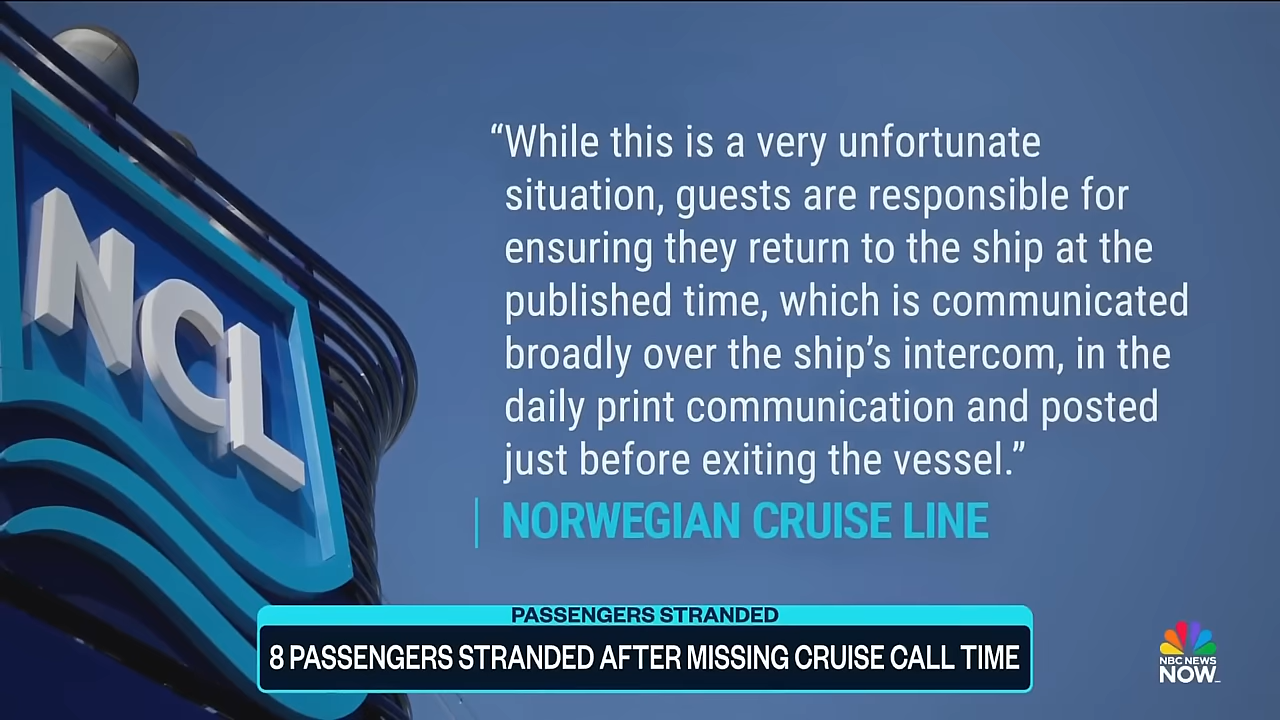 NCL
“While this is a very unfortunate
situation, guests are responsible for
ensuring they return to the ship at the
published time, which is communicated
broadly over the ship’s intercom, in the
daily print communication and posted
just before exiting the vessel.”
NORWEGIAN CRUISE LINE
PASSENGERS STRANDED
8 PASSENGERS STRANDED AFTER MISSING CRUISE CALL TIME
NBC NEWS
NOW